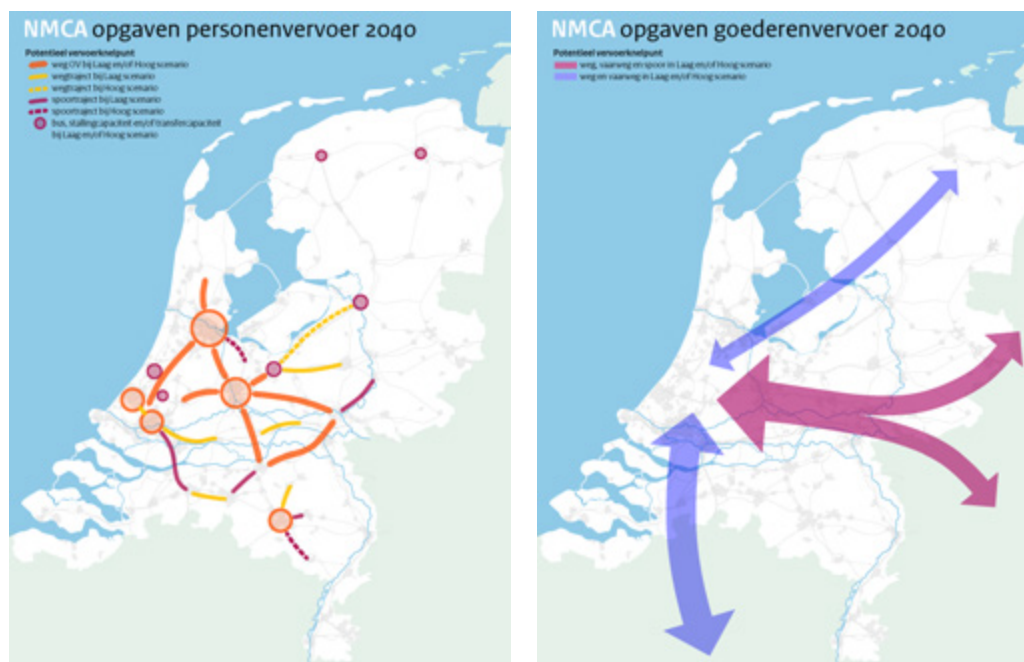 NMCA opgaven personenvervoer 2040
Potentieel vervoerknelpunt
weg OV bij Laag en/of Hoog scenario
wegtraject bij Laag scenario
wegtraject bij Hoog scenario
spoortraject bij Laag scenario
spoortraject bij Hoog scenario
bus, stallingcapaciteit en/of transfercapaciteit
bij Laag en/of Hoog scenario
NMCA opgaven goederenvervoer 2040
Potentieel vervoerknelpunt
weg, vaarweg en spoor in Laag en/of Hoog scenario
weg en vaarweg in Laag en/of Hoog scenario